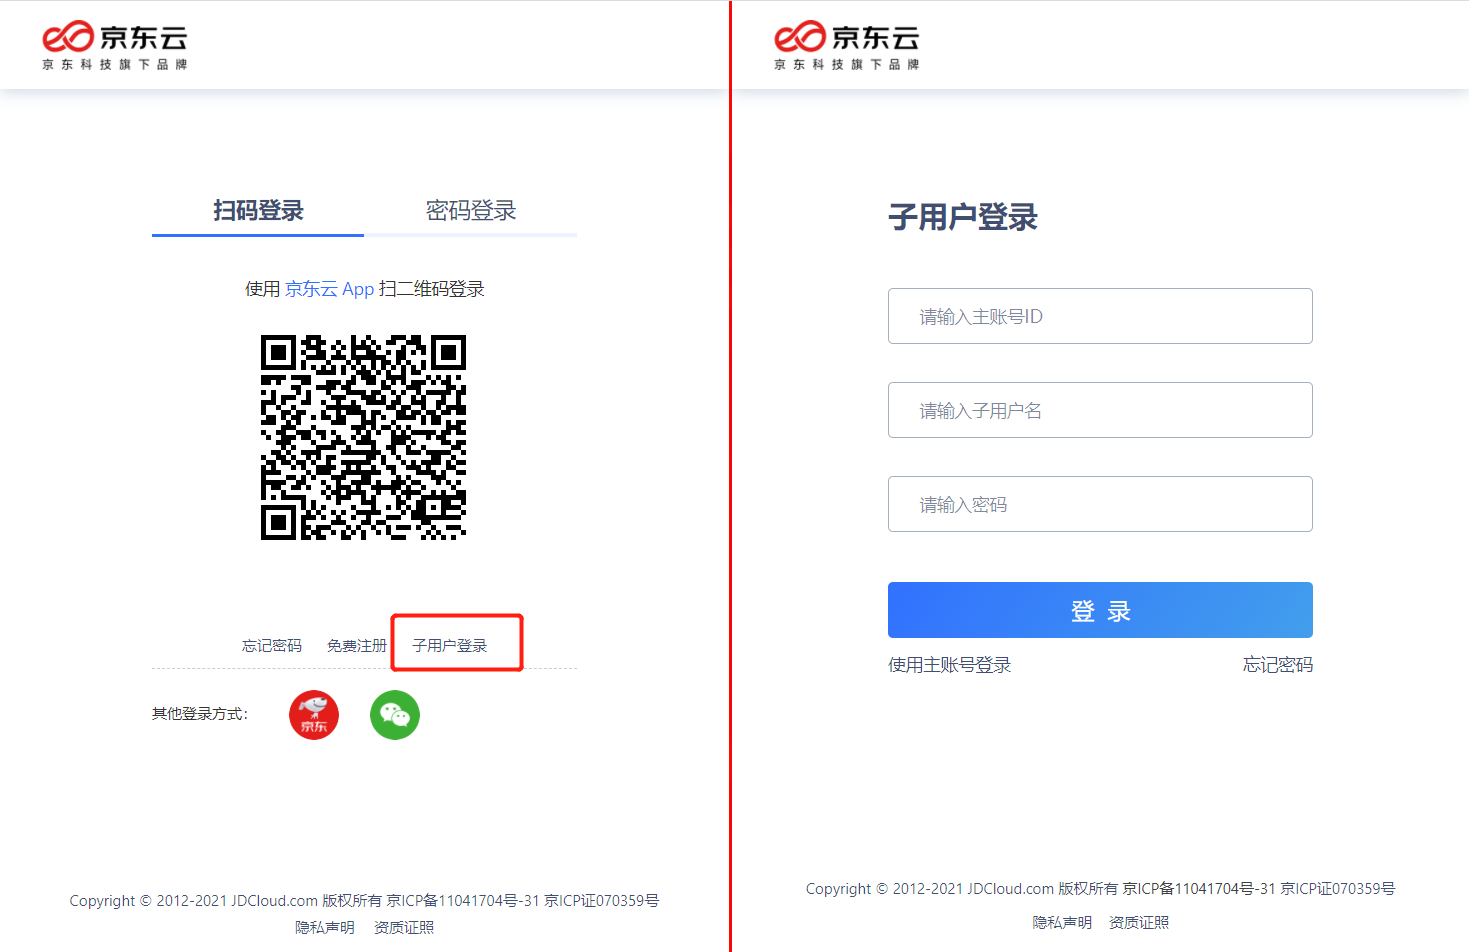 京东云
京东科技旗下品牌
扫码登录 密码登录
使用 京东云 App 扫二维码登录
忘记密码 免费注册 子用户登录
其他登录方式：
京东
Copyright © 2012-2021 JDCloud.com 版权所有 京ICP备11041704号-31 京ICP证070359号
隐私声明 资质证照
京东云
京东科技旗下品牌
子用户登录
请输入主账号ID
请输入子用户名
请输入密码
登 录
使用主账号登录 忘记密码
Copyright © 2012-2021 JDCloud.com 版权所有 京ICP备11041704号-31 京ICP证070359号
隐私声明 资质证照